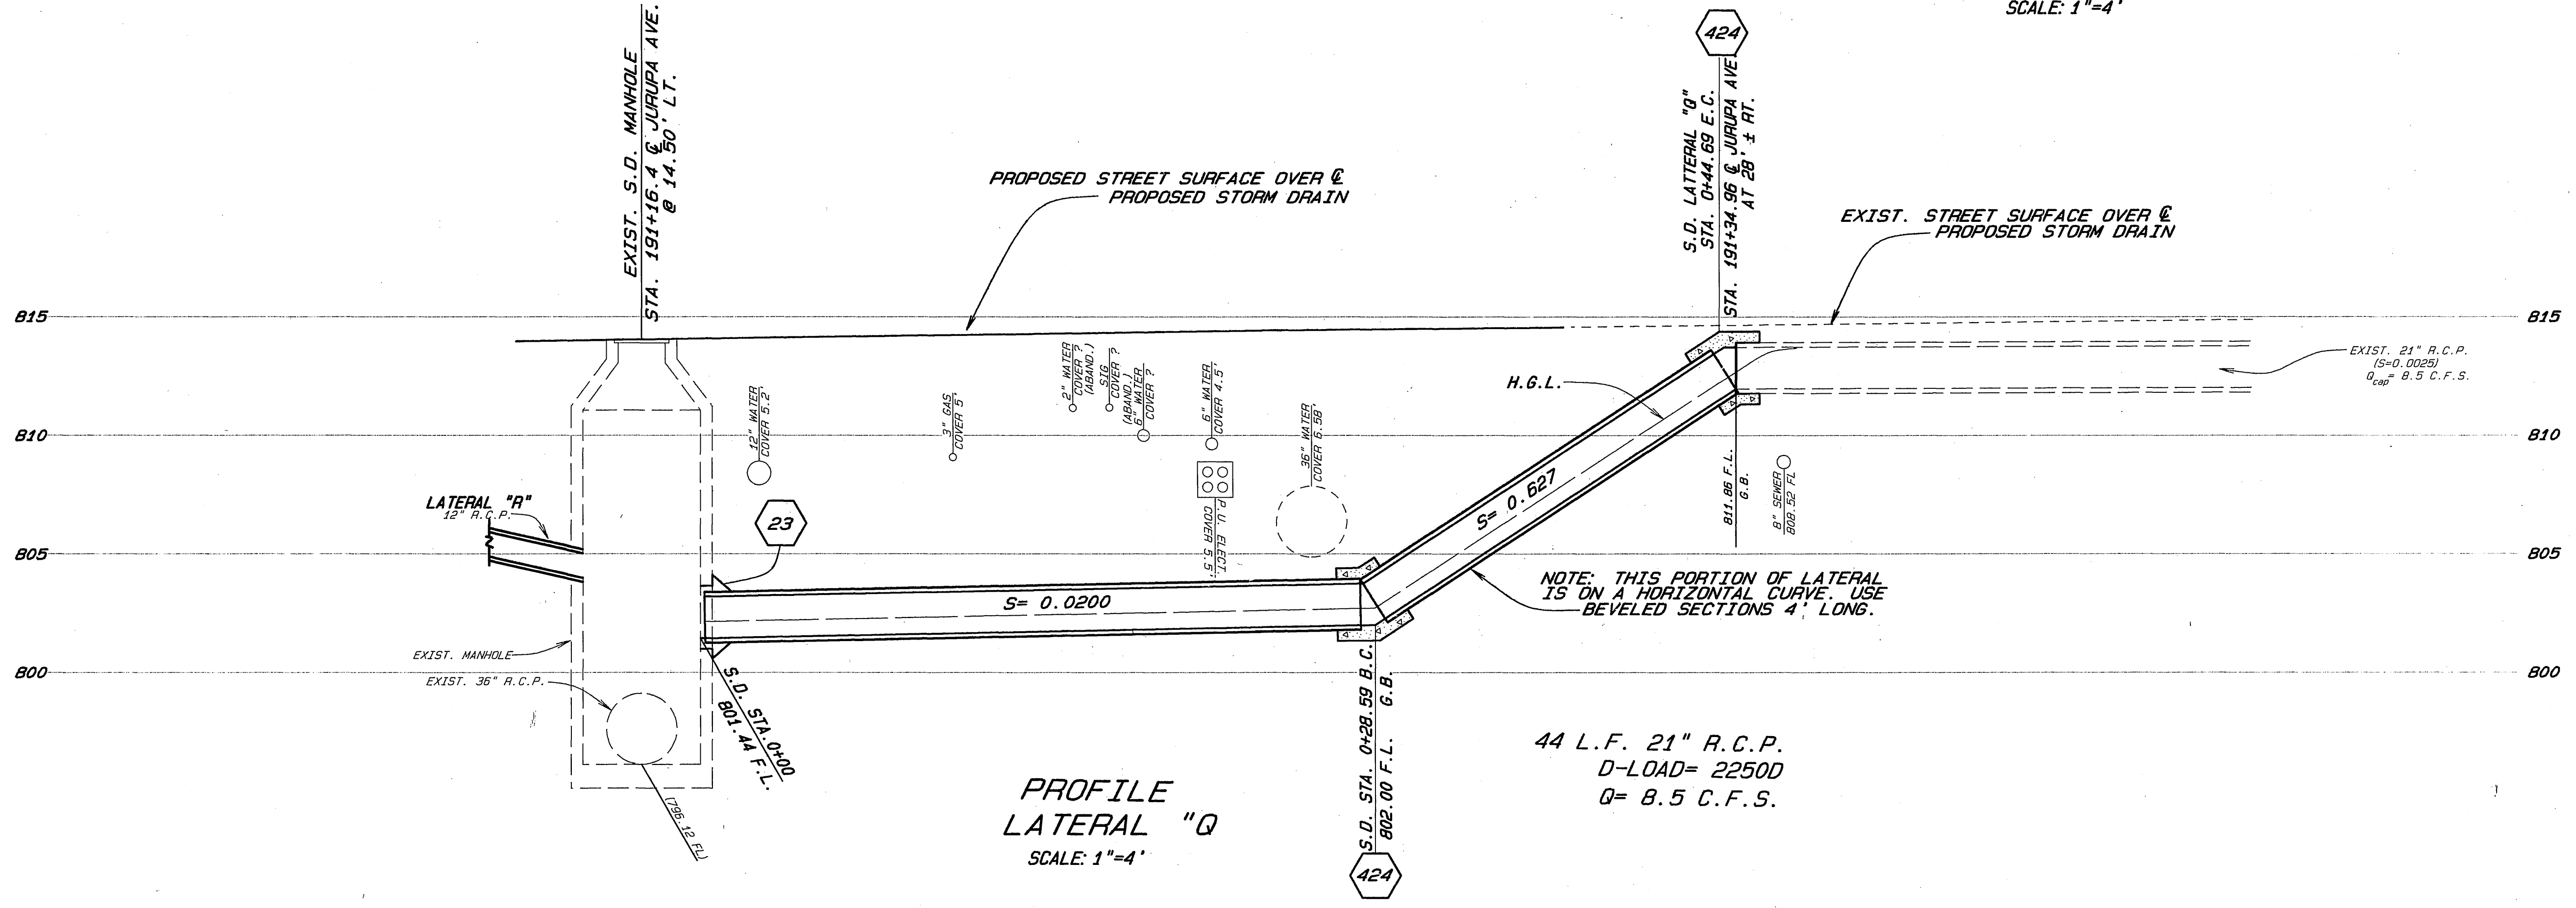 SCALE: 1"=4'
EXIST. S.D. MANHOLE
STA. 191+16.4 ℄ JURUPA AVE.
@ 14.50' LT.
424
S.D. LATTERAL "Q"
STA. 0+44.69 E.C.
STA. 191+34.96 ℄ JURUPA AVE.
AT 28' ± RT.
PROPOSED STREET SURFACE OVER ℄
PROPOSED STORM DRAIN
EXIST. STREET SURFACE OVER ℄
PROPOSED STORM DRAIN
815
815
12" WATER
COVER 5.2'
3" GAS
COVER 5'
2" WATER
COVER ?
(ABAND.)
SIG
COVER ?
(ABAND.)
6" WATER
COVER ?
6" WATER
COVER 4.5'
36" WATER
COVER 6.58'
P.U. ELECT.
COVER 5.5'
H.G.L.
EXIST. 21" R.C.P.
(S=0.0025)
Qcap= 8.5 C.F.S.
810
810
811.86 F.L.
G.B.
8" SEWER
808.52 FL
LATERAL "R"
12" R.C.P.
23
S= 0.627
805
805
S= 0.0200
NOTE: THIS PORTION OF LATERAL
IS ON A HORIZONTAL CURVE. USE
BEVELED SECTIONS 4' LONG.
EXIST. MANHOLE
EXIST. 36" R.C.P.
800
800
S.D. STA. 0+00
801.44 F.L.
(796.12 FL)
S.D. STA. 0+28.59 B.C.
802.00 F.L. G.B.
424
PROFILE
LATERAL "Q
SCALE: 1"=4'
44 L.F. 21" R.C.P.
D-LOAD= 2250D
Q= 8.5 C.F.S.